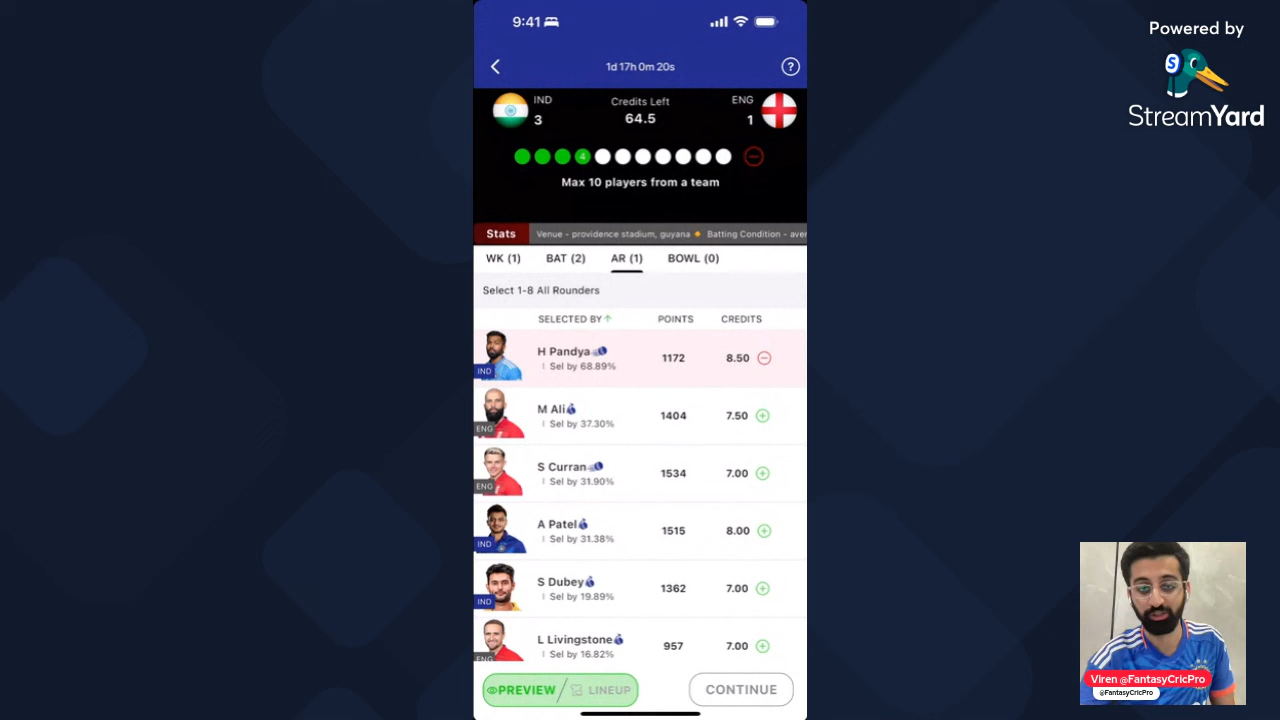 9:41
1d 17h 0m 20s
?
IND
3
Credits Left
64.5
ENG
1
4
Max 10 players from a team
Stats
Venue - providence stadium, guyana
Batting Condition - aver
WK (1)
BAT (2)
AR (1)
BOWL (0)
Select 1-8 All Rounders
SELECTED BY
POINTS
CREDITS
H Pandya
Sel by 68.89%
1172
8.50
IND
M Ali
Sel by 37.30%
1404
7.50
ENG
S Curran
Sel by 31.90%
1534
7.00
ENG
A Patel
Sel by 31.38%
1515
8.00
IND
S Dubey
Sel by 19.89%
1362
7.00
IND
L Livingstone
Sel by 16.82%
957
7.00
ENG
PREVIEW
LINEUP
CONTINUE
Powered by
S
StreamYard
Viren @FantasyCricPro
@FantasyCricPro